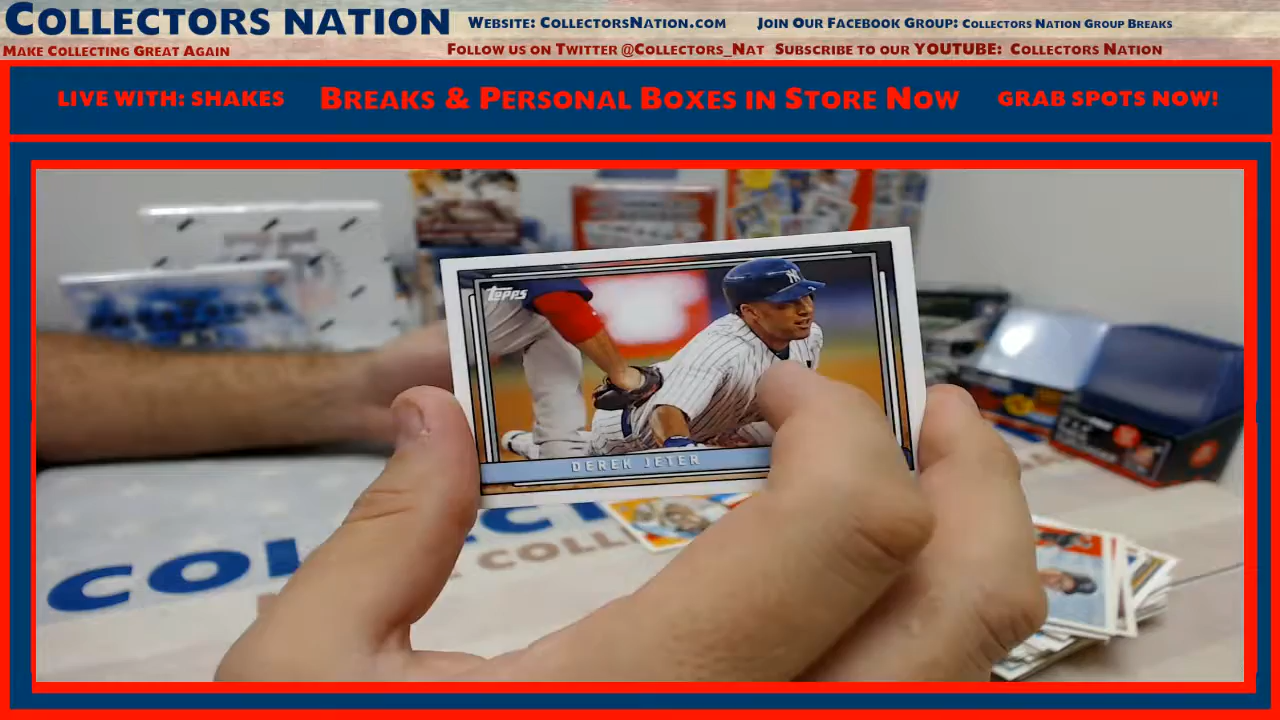 COLLECTORS NATION
WEBSITE: COLLECTORSNATION.COM
JOIN OUR FACEBOOK GROUP: COLLECTORS NATION GROUP BREAKS
MAKE COLLECTING GREAT AGAIN
FOLLOW US ON TWITTER @COLLECTORS_NAT SUBSCRIBE TO OUR YOUTUBE: COLLECTORS NATION
LIVE WITH: SHAKES
BREAKS & PERSONAL BOXES IN STORE NOW
GRAB SPOTS NOW!
Topps
NY
DEREK JETER